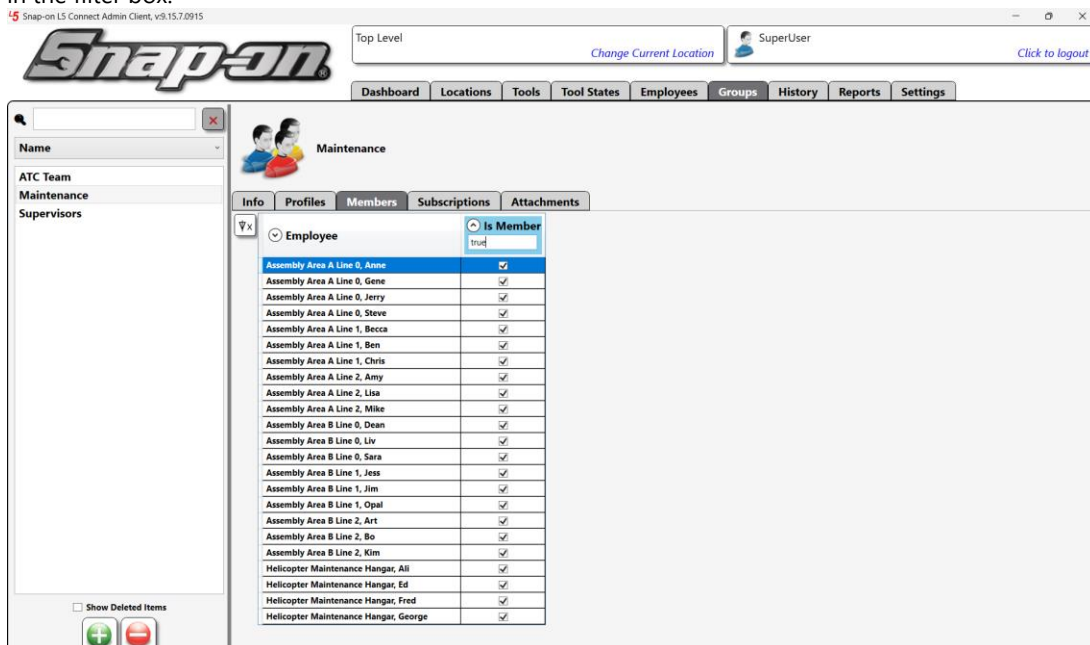 in the filter box.
L5 Snap-on L5 Connect Admin Client, v:9.15.7.0915
Snap-on®
Top Level
Change Current Location
SuperUser
Click to logout
Dashboard Locations Tools Tool States Employees Groups History Reports Settings
Name
ATC Team
Maintenance
Supervisors
Show Deleted Items
Maintenance
Info Profiles Members Subscriptions Attachments
Employee Is Member
true
Assembly Area A Line 0, Anne
Assembly Area A Line 0, Gene
Assembly Area A Line 0, Jerry
Assembly Area A Line 0, Steve
Assembly Area A Line 1, Becca
Assembly Area A Line 1, Ben
Assembly Area A Line 1, Chris
Assembly Area A Line 2, Amy
Assembly Area A Line 2, Lisa
Assembly Area A Line 2, Mike
Assembly Area B Line 0, Dean
Assembly Area B Line 0, Liv
Assembly Area B Line 0, Sara
Assembly Area B Line 1, Jess
Assembly Area B Line 1, Jim
Assembly Area B Line 1, Opal
Assembly Area B Line 2, Art
Assembly Area B Line 2, Bo
Assembly Area B Line 2, Kim
Helicopter Maintenance Hangar, Ali
Helicopter Maintenance Hangar, Ed
Helicopter Maintenance Hangar, Fred
Helicopter Maintenance Hangar, George